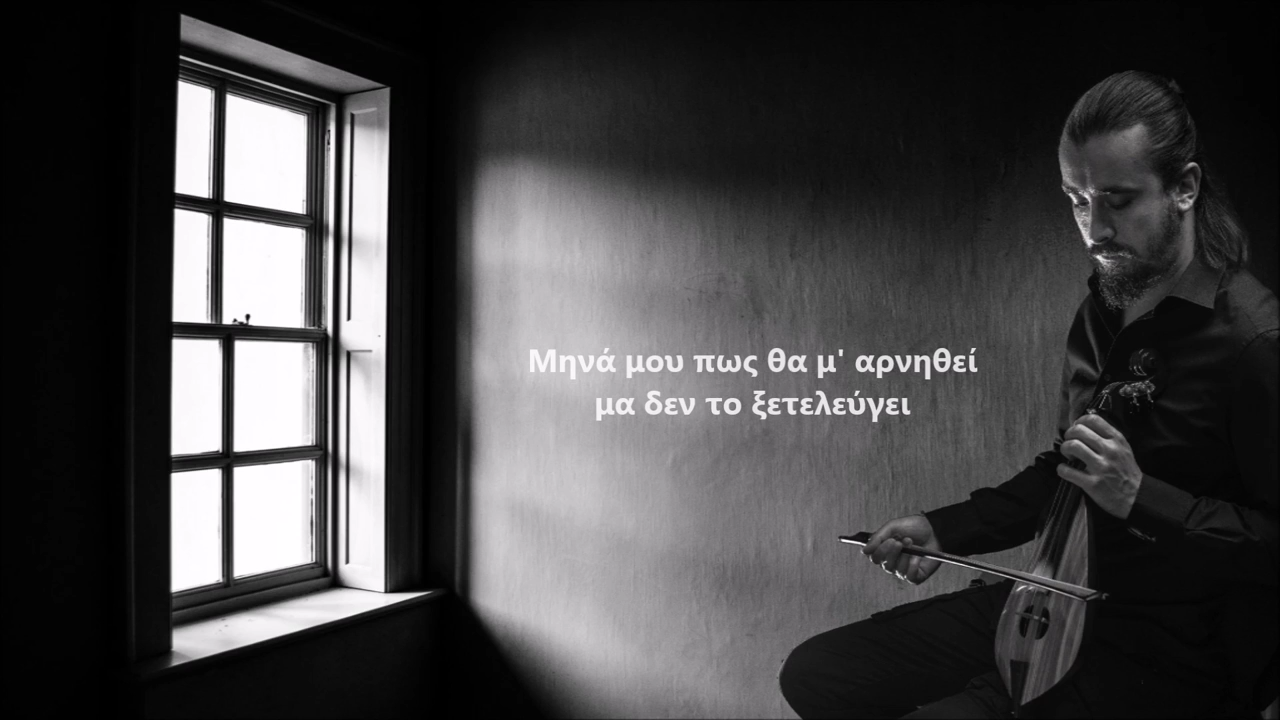 Μηνά μου πως θα μ' αρνηθεί
μα δεν το ξετελεύγει